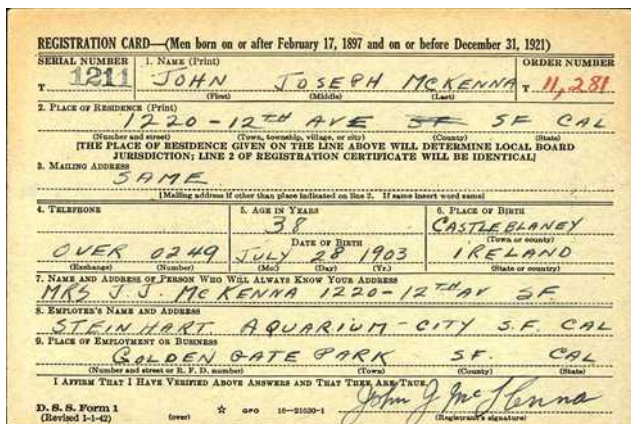 REGISTRATION CARD—(Men born on or after February 17, 1897 and on or before December 31, 1921)
SERIAL NUMBER 1. NAME (Print) ORDER NUMBER
T 1211 JOHN JOSEPH MCKENNA T 11,281
(First) (Middle) (Last)
2. PLACE OF RESIDENCE (Print)
1220-12TH AVE SF SF CAL
(Number and street) (Town, township, village, or city) (County) (State)
[THE PLACE OF RESIDENCE GIVEN ON THE LINE ABOVE WILL DETERMINE LOCAL BOARD
JURISDICTION; LINE 2 OF REGISTRATION CERTIFICATE WILL BE IDENTICAL]
3. MAILING ADDRESS
SAME
[Mailing address if other than place indicated on line 2. If same insert word same]
4. TELEPHONE 5. AGE IN YEARS 6. PLACE OF BIRTH
38 CASTLEBLANEY
DATE OF BIRTH (Town or county)
OVER 0249 JULY 28 1903 IRELAND
(Exchange) (Number) (Mo.) (Day) (Yr.) (State or country)
7. NAME AND ADDRESS OF PERSON WHO WILL ALWAYS KNOW YOUR ADDRESS
MRS J. J. MCKENNA 1220-12TH AV SF.
8. EMPLOYER'S NAME AND ADDRESS
STEINHART AQUARIUM-CITY S.F. CAL
9. PLACE OF EMPLOYMENT OR BUSINESS
GOLDEN GATE PARK SF. CAL
(Number and street or R. F. D. number) (Town) (County) (State)
I AFFIRM THAT I HAVE VERIFIED ABOVE ANSWERS AND THAT THEY ARE TRUE.
John J McKenna
D. S. S. Form 1
(Revised 1-1-42) (over) ☆ GPO 16—21630-1 (Registrant's signature)